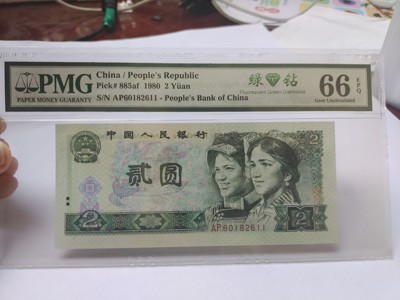 PMG
PAPER MONEY GUARANTY
China / People's Republic
Pick# 885af 1980 2 Yüan
S/N AP60182611 - People's Bank of China
绿 钻
Fluorescent Green Diamond
66 EPQ
Gem Uncirculated
中国人民银行
2
贰圆
2
2
AP60182611